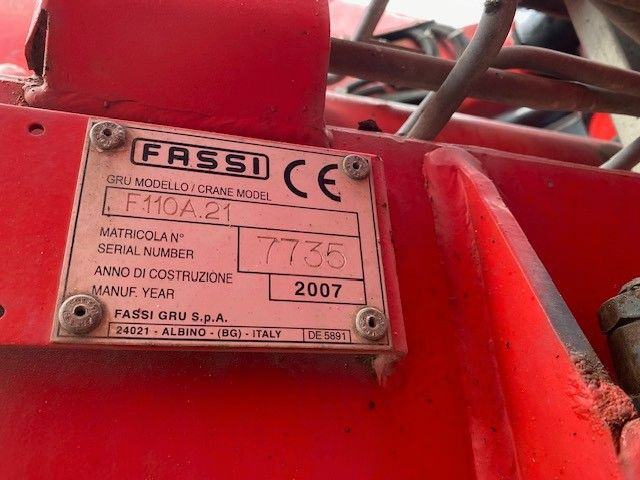 FASSI CE
GRU MODELLO / CRANE MODEL
F110A.21
MATRICOLA N°
SERIAL NUMBER
7735
ANNO DI COSTRUZIONE
MANUF. YEAR
2007
FASSI GRU S.p.A.
24021 - ALBINO - (BG) - ITALY
DE 5891